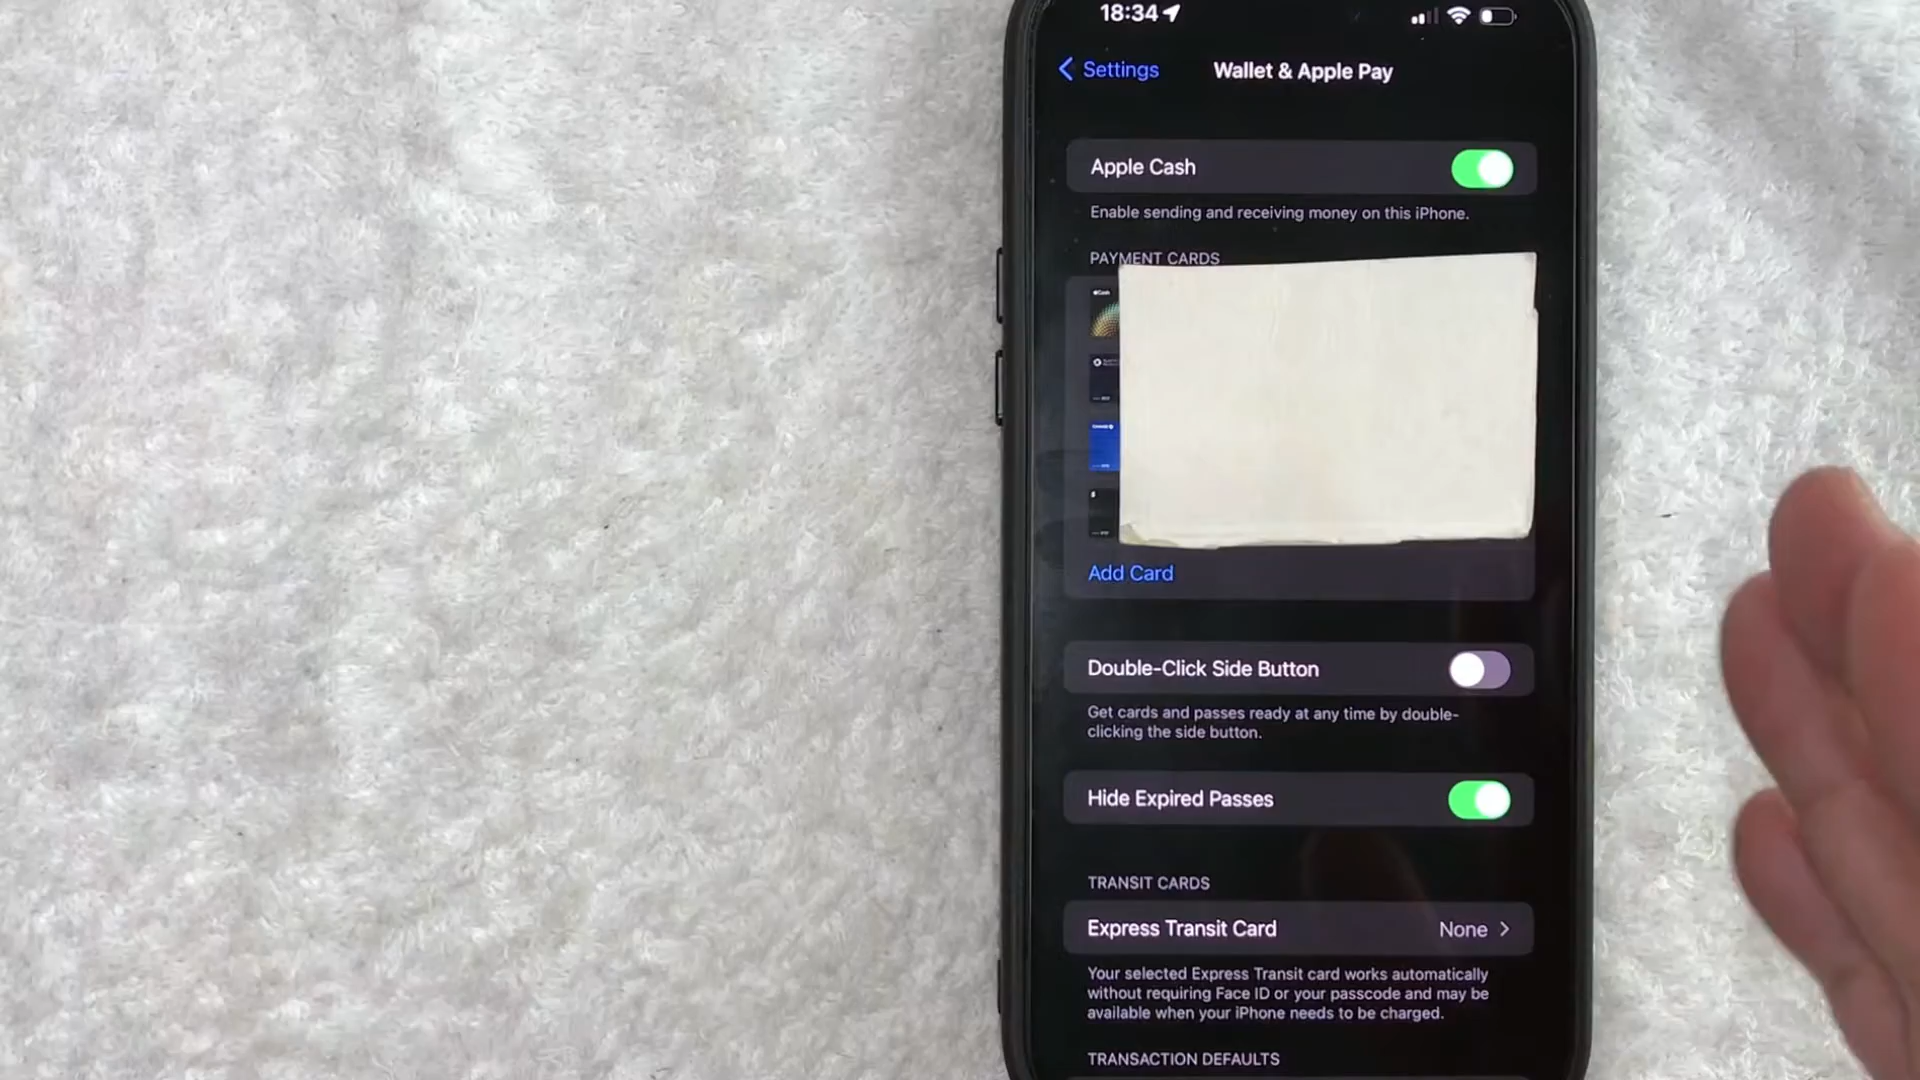 18:34
Settings
Wallet & Apple Pay
Apple Cash
Enable sending and receiving money on this iPhone.
PAYMENT CARDS
Cash
Add Card
Double-Click Side Button
Get cards and passes ready at any time by double-
clicking the side button.
Hide Expired Passes
TRANSIT CARDS
Express Transit Card
None
Your selected Express Transit card works automatically
without requiring Face ID or your passcode and may be
available when your iPhone needs to be charged.
TRANSACTION DEFAULTS